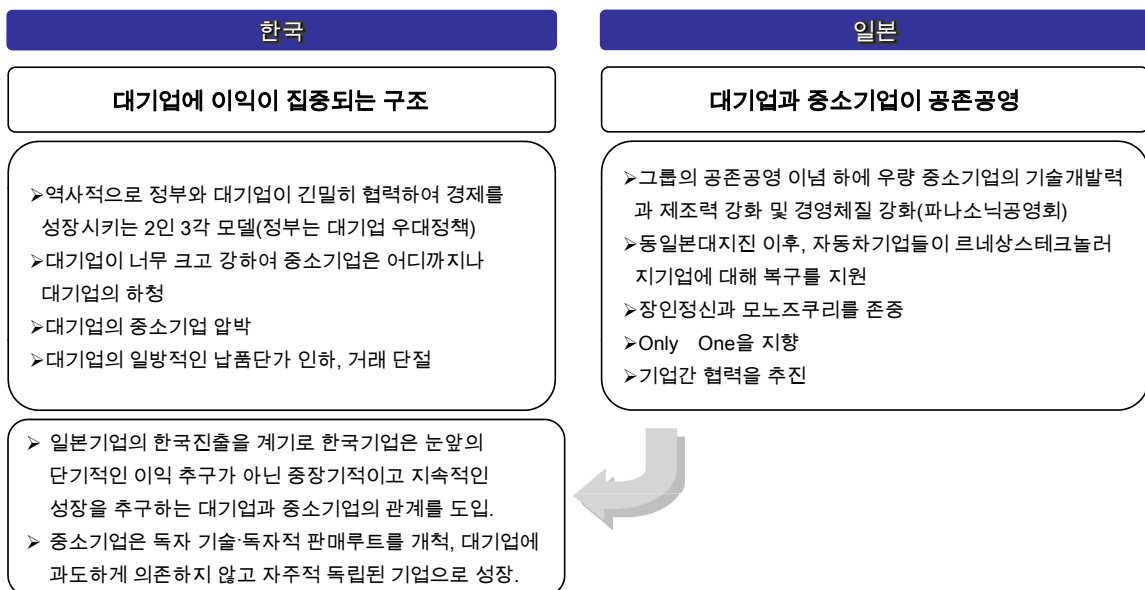 한국
대기업에 이익이 집중되는 구조
➢역사적으로 정부와 대기업이 긴밀히 협력하여 경제를
성장시키는 2인 3각 모델(정부는 대기업 우대정책)
➢대기업이 너무 크고 강하여 중소기업은 어디까지나
대기업의 하청
➢대기업의 중소기업 압박
➢대기업의 일방적인 납품단가 인하, 거래 단절
일본
대기업과 중소기업이 공존공영
➢그룹의 공존공영 이념 하에 우량 중소기업의 기술개발력
과 제조력 강화 및 경영체질 강화(파나소닉공영회)
➢동일본대지진 이후, 자동차기업들이 르네상스테크놀러
지기업에 대해 복구를 지원
➢장인정신과 모노즈쿠리를 존중
➢Only One을 지향
➢기업간 협력을 추진
➢ 일본기업의 한국진출을 계기로 한국기업은 눈앞의
단기적인 이익 추구가 아닌 중장기적이고 지속적인
성장을 추구하는 대기업과 중소기업의 관계를 도입.
➢ 중소기업은 독자 기술·독자적 판매루트를 개척, 대기업에
과도하게 의존하지 않고 자주적 독립된 기업으로 성장.